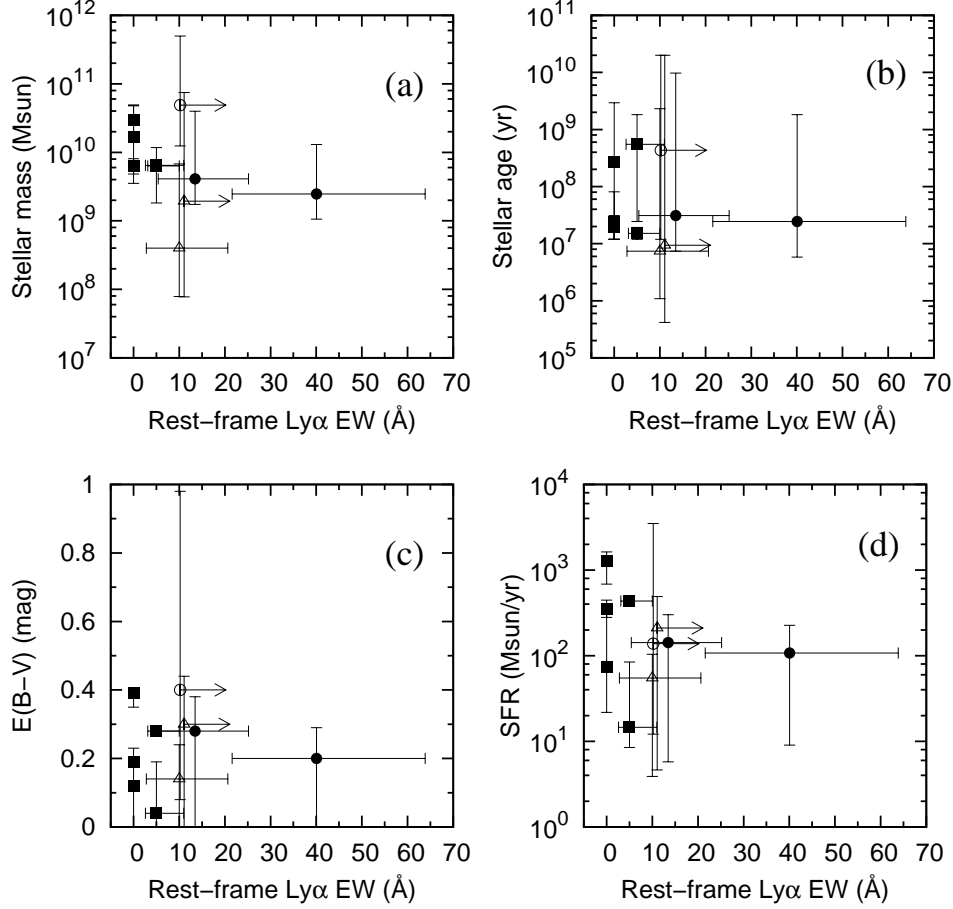 (a)
Stellar mass (Msun)
10^12
10^11
10^10
10^9
10^8
10^7
0 10 20 30 40 50 60 70
Rest−frame Lyα EW (Å)
(b)
Stellar age (yr)
10^11
10^10
10^9
10^8
10^7
10^6
10^5
0 10 20 30 40 50 60 70
Rest−frame Lyα EW (Å)
(c)
E(B−V) (mag)
1
0.8
0.6
0.4
0.2
0
0 10 20 30 40 50 60 70
Rest−frame Lyα EW (Å)
(d)
SFR (Msun/yr)
10^4
10^3
10^2
10^1
10^0
0 10 20 30 40 50 60 70
Rest−frame Lyα EW (Å)